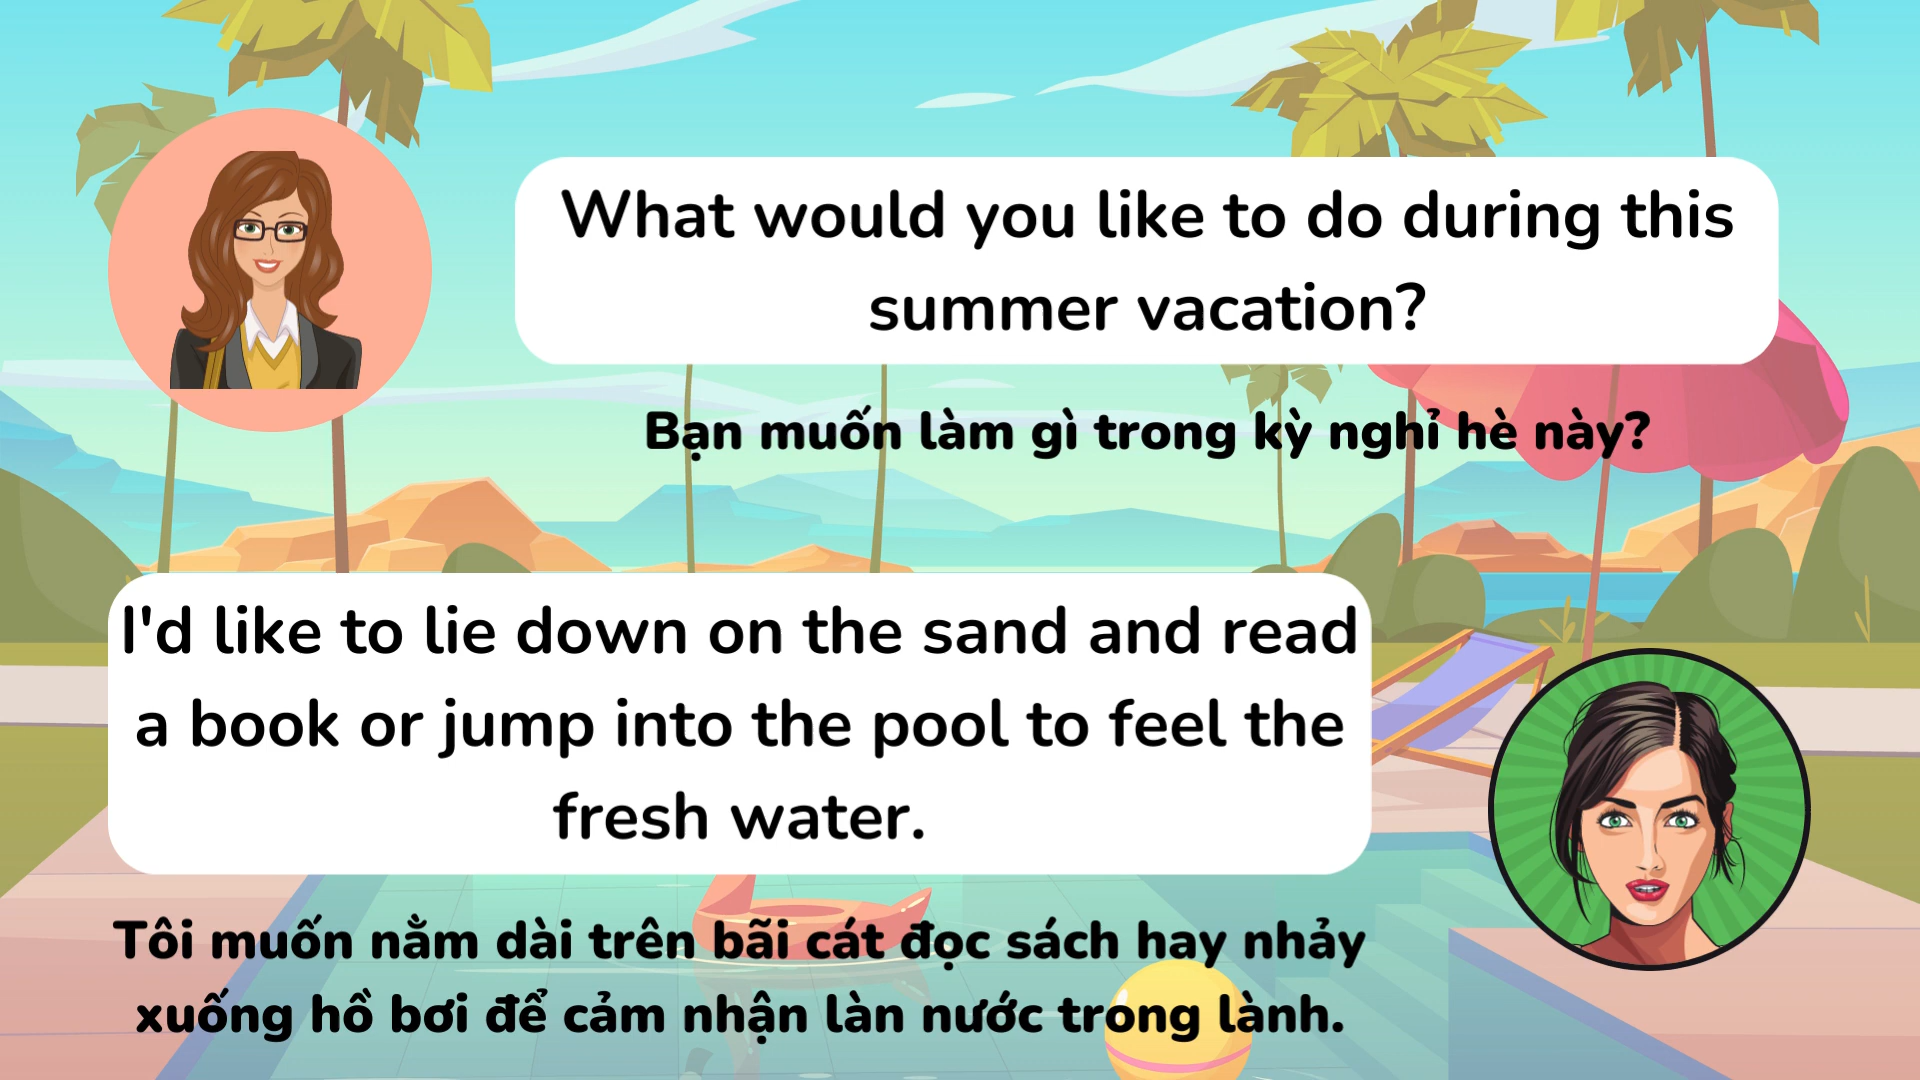 What would you like to do during this
summer vacation?
Bạn muốn làm gì trong kỳ nghỉ hè này?
I'd like to lie down on the sand and read
a book or jump into the pool to feel the
fresh water.
Tôi muốn nằm dài trên bãi cát đọc sách hay nhảy
xuống hồ bơi để cảm nhận làn nước trong lành.